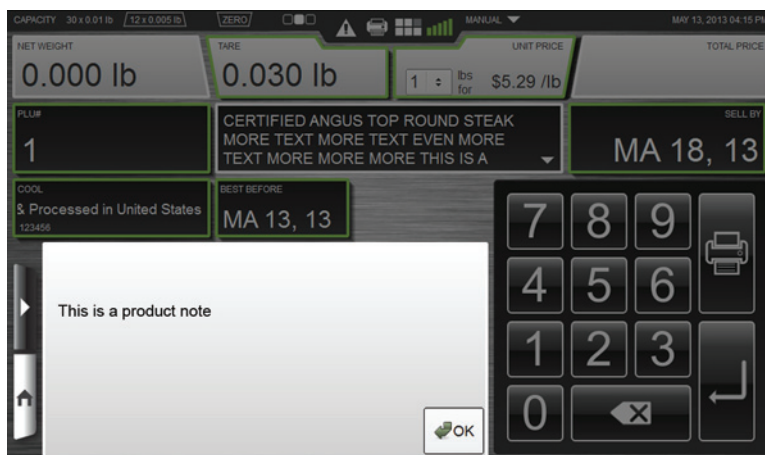 CAPACITY 30 x 0.01 lb 12 x 0.005 lb ZERO MANUAL MAY 13, 2013 04:15 PM
NET WEIGHT TARE UNIT PRICE TOTAL PRICE
0.000 lb 0.030 lb 1 lbs for $5.29 /lb
PLU# SELL BY
1 MA 18, 13
CERTIFIED ANGUS TOP ROUND STEAK
MORE TEXT MORE TEXT EVEN MORE
TEXT MORE MORE MORE THIS IS A
COOL BEST BEFORE
& Processed in United States MA 13, 13
123456
This is a product note
OK
7 8 9
4 5 6
1 2 3
0